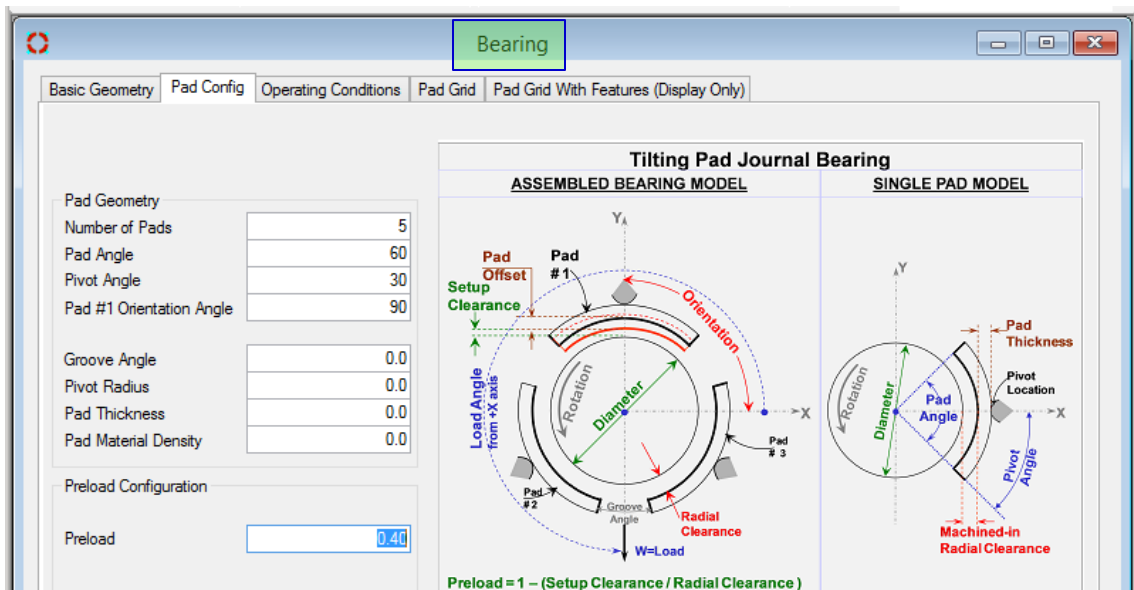 Bearing
Basic Geometry Pad Config Operating Conditions Pad Grid Pad Grid With Features (Display Only)
Pad Geometry
Number of Pads 5
Pad Angle 60
Pivot Angle 30
Pad #1 Orientation Angle 90
Groove Angle 0.0
Pivot Radius 0.0
Pad Thickness 0.0
Pad Material Density 0.0
Preload Configuration
Preload 0.40
Tilting Pad Journal Bearing
ASSEMBLED BEARING MODEL
Y
Pad
Offset
Pad
#1
Setup
Clearance
Orientation
Load Angle
from +X axis
Rotation
Diameter
X
Pad
#2
Pad
#3
Groove
Angle
Radial
Clearance
W=Load
Preload = 1 – (Setup Clearance / Radial Clearance )
SINGLE PAD MODEL
Y
Pad
Thickness
Pivot
Location
Rotation
Diameter
Pad
Angle
X
Pivot
Angle
Machined-in
Radial Clearance